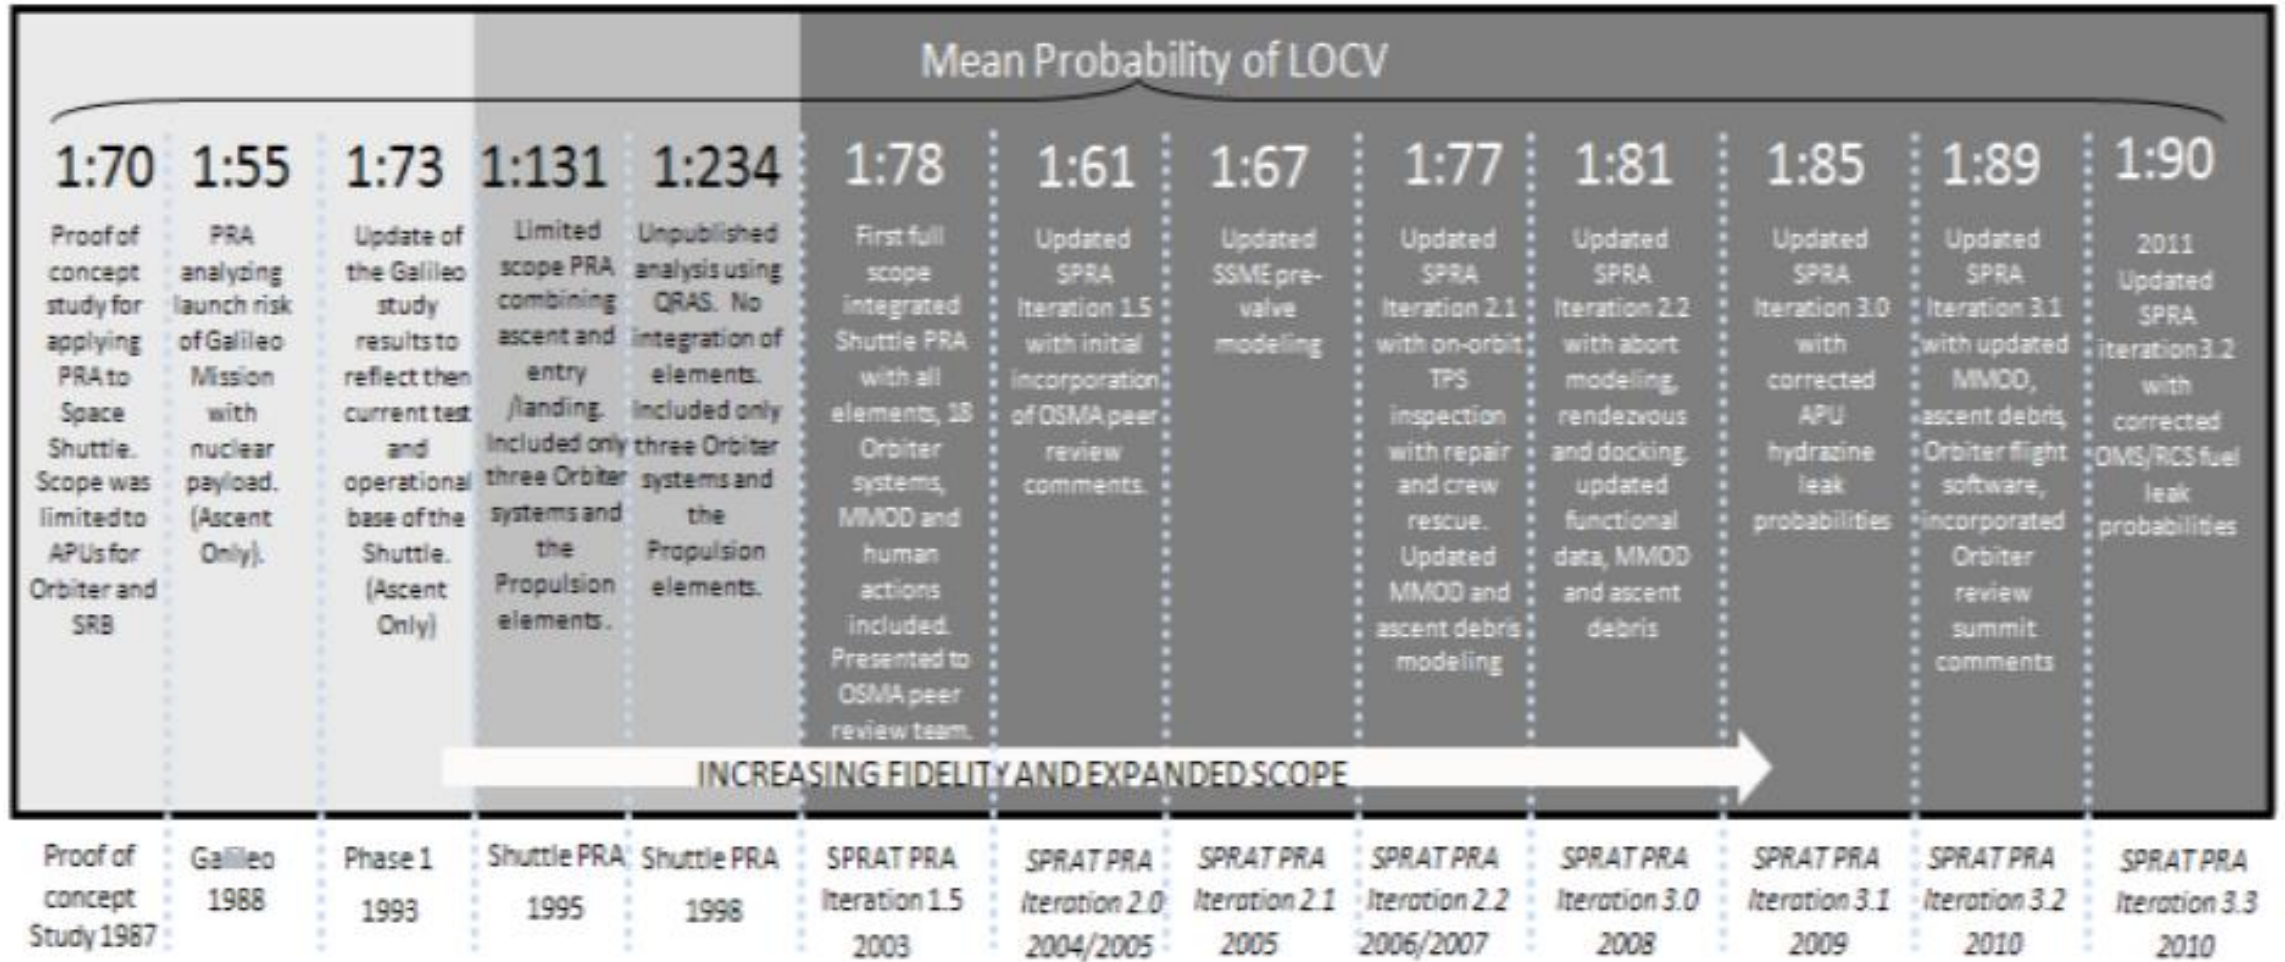 Mean Probability of LOCV
1:70
Proof of
concept
study for
applying
PRA to
Space
Shuttle.
Scope was
limited to
APUs for
Orbiter and
SRB
1:55
PRA
analyzing
launch risk
of Galileo
Mission
with
nuclear
payload.
(Ascent
Only).
1:73
Update of
the Galileo
study
results to
reflect then
current test
and
operational
base of the
Shuttle.
(Ascent
Only)
1:131
Limited
scope PRA
combining
ascent and
entry
/landing.
Included only
three Orbiter
systems and
the
Propulsion
elements.
1:234
Unpublished
analysis using
QRAS. No
integration of
elements.
included only
three Orbiter
systems and
the
Propulsion
elements.
1:78
First full
scope
integrated
Shuttle PRA
with all
elements, 18
Orbiter
systems,
MMOD and
human
actions
included.
Presented to
OSMA peer
review team.
1:61
Updated
SPRA
Iteration 1.5
with initial
incorporation
of OSMA peer
review
comments.
1:67
Updated
SSME pre-
valve
modeling
1:77
Updated
SPRA
Iteration 2.1
with on-orbit
TPS
inspection
with repair
and crew
rescue.
Updated
MMOD and
ascent debris
modeling
1:81
Updated
SPRA
Iteration 2.2
with abort
modeling,
rendezvous
and docking.
updated
functional
data, MMOD
and ascent
debris
1:85
Updated
SPRA
Iteration 3.0
with
corrected
APU
hydrazine
leak
probabilities
1:89
Updated
SPRA
Iteration 3.1
with updated
MMOD,
ascent debris,
Orbiter flight
software,
incorporated
Orbiter
review
summit
comments
1:90
2011
Updated
SPRA
iteration 3.2
with
corrected
OMS/RCS fuel
leak
probabilities
INCREASING FIDELITY AND EXPANDED SCOPE
Proof of
concept
Study 1987
Galileo
1988
Phase 1
1993
Shuttle PRA
1995
Shuttle PRA
1998
SPRAT PRA
Iteration 1.5
2003
SPRAT PRA
Iteration 2.0
2004/2005
SPRAT PRA
Iteration 2.1
2005
SPRAT PRA
Iteration 2.2
2006/2007
SPRAT PRA
Iteration 3.0
2008
SPRAT PRA
Iteration 3.1
2009
SPRAT PRA
Iteration 3.2
2010
SPRAT PRA
Iteration 3.3
2010